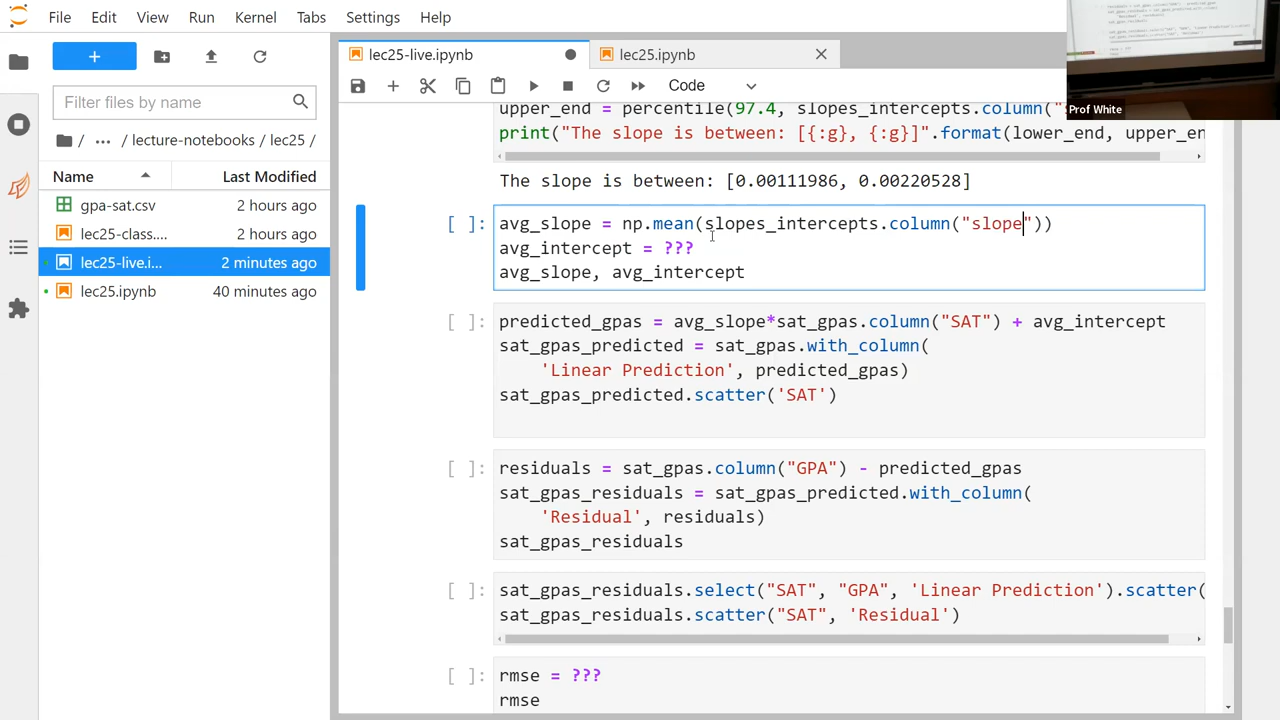 File Edit View Run Kernel Tabs Settings Help
lec25-live.ipynb
lec25.ipynb
Filter files by name
Code
/ ... / lecture-notebooks / lec25 /
Name
Last Modified
gpa-sat.csv
2 hours ago
lec25-class....
2 hours ago
lec25-live.i...
2 minutes ago
lec25.ipynb
40 minutes ago
Prof White
upper_end = percentile(97.4, slopes_intercepts.column("
print("The slope is between: [{:g}, {:g}]".format(lower_end, upper_en
The slope is between: [0.00111986, 0.00220528]
[ ]:
avg_slope = np.mean(slopes_intercepts.column("slope"))
avg_intercept = ???
avg_slope, avg_intercept
[ ]:
predicted_gpas = avg_slope*sat_gpas.column("SAT") + avg_intercept
sat_gpas_predicted = sat_gpas.with_column(
'Linear Prediction', predicted_gpas)
sat_gpas_predicted.scatter('SAT')
[ ]:
residuals = sat_gpas.column("GPA") - predicted_gpas
sat_gpas_residuals = sat_gpas_predicted.with_column(
'Residual', residuals)
sat_gpas_residuals
[ ]:
sat_gpas_residuals.select("SAT", "GPA", 'Linear Prediction').scatter(
sat_gpas_residuals.scatter("SAT", 'Residual')
[ ]:
rmse = ???
rmse